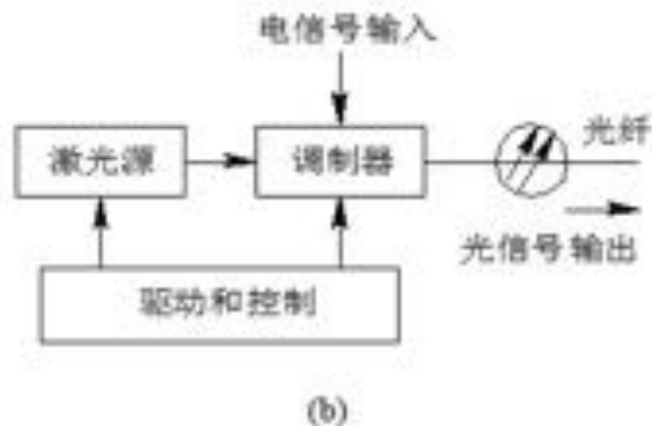 电信号输入
激光源
调制器
光纤
光信号输出
驱动和控制
(b)